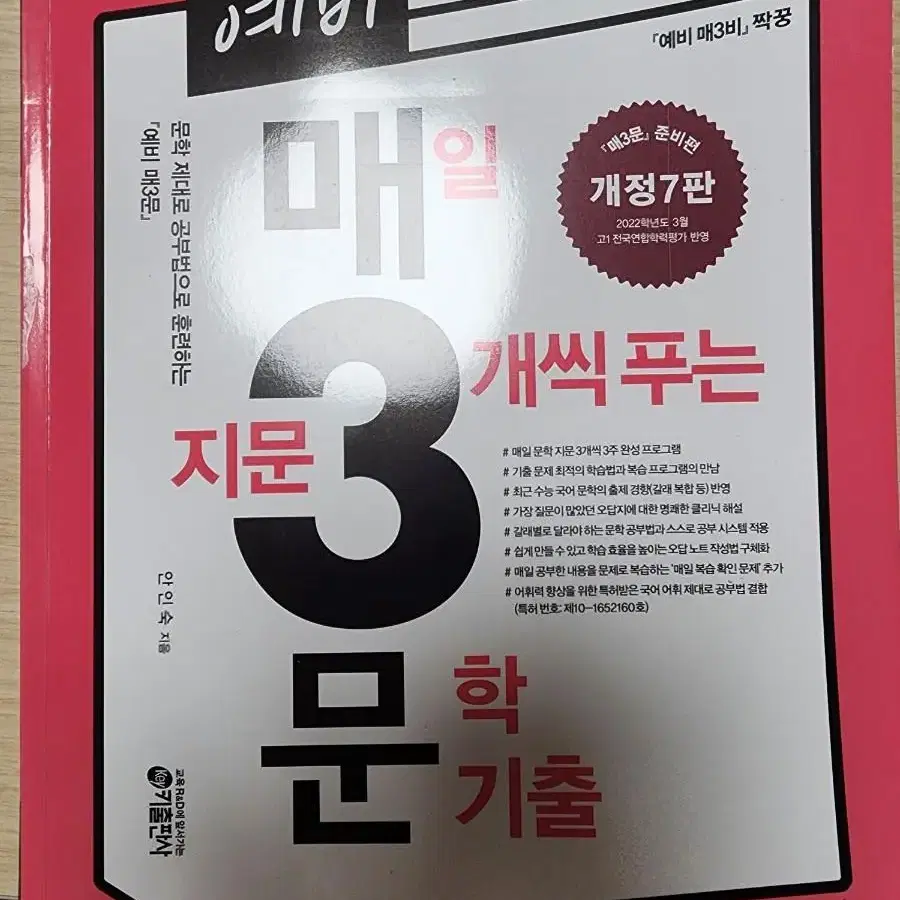 예비
『예비 매3비』 짝꿍
문학 제대로 공부법으로 훈련하는
『예비 매3문』
매일
『매3문』 준비편
개정7판
2022학년도 3월
고1 전국연합학력평가 반영
지문 3개씩 푸는
# 매일 문학 지문 3개씩 3주 완성 프로그램
# 기출 문제 최적의 학습법과 복습 프로그램의 만남
# 최근 수능 국어 문학의 출제 경향(갈래 복합 등) 반영
# 가장 질문이 많았던 오답지에 대한 명쾌한 클리닉 해설
# 갈래별로 달라야 하는 문학 공부법과 스스로 공부 시스템 적용
# 쉽게 만들 수 있고 학습 효율을 높이는 오답 노트 작성법 구체화
# 매일 공부한 내용을 문제로 복습하는 '매일 복습 확인 문제' 추가
# 어휘력 향상을 위한 특허받은 국어 어휘 제대로 공부법 결합
(특허 번호: 제10-1652160호)
안인숙 지음
문학
기출
교육 R&D에 앞서가는
key 키출판사